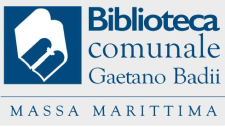 Biblioteca
comunale
Gaetano Badii
MASSA MARITTIMA